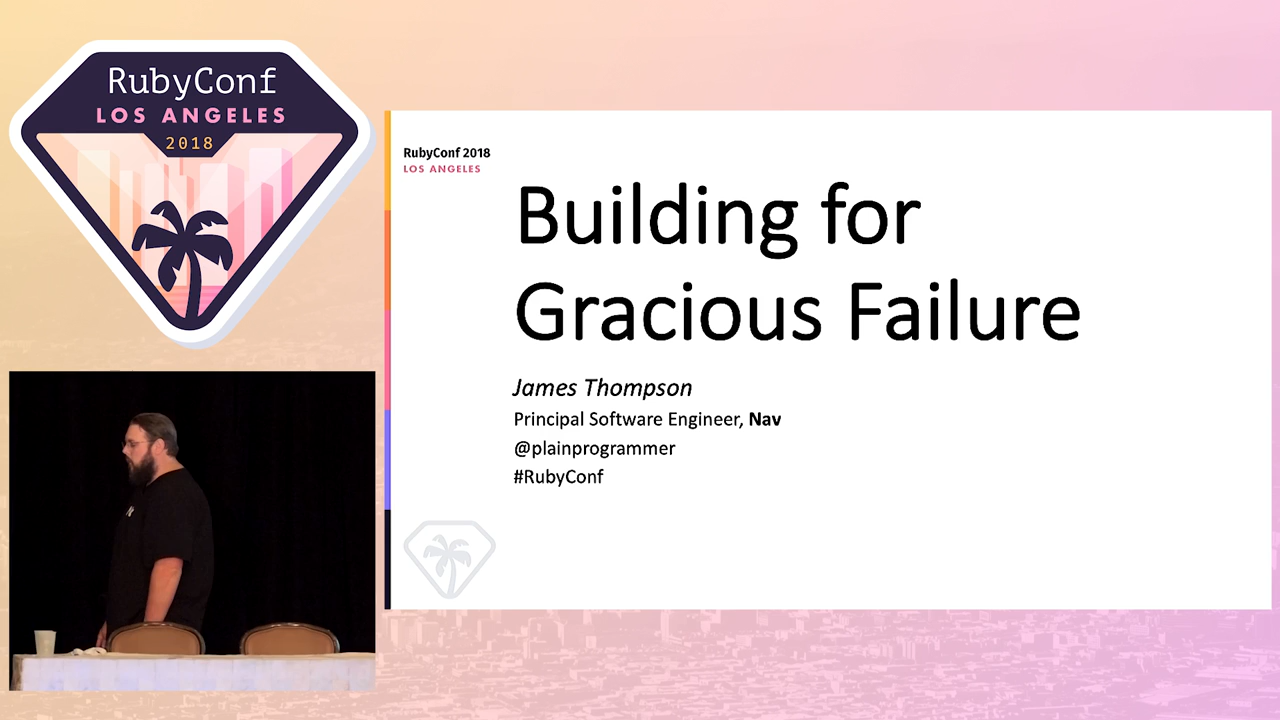 RubyConf
LOS ANGELES
2018
RubyConf 2018
LOS ANGELES
Building for
Gracious Failure
James Thompson
Principal Software Engineer, Nav
@plainprogrammer
#RubyConf